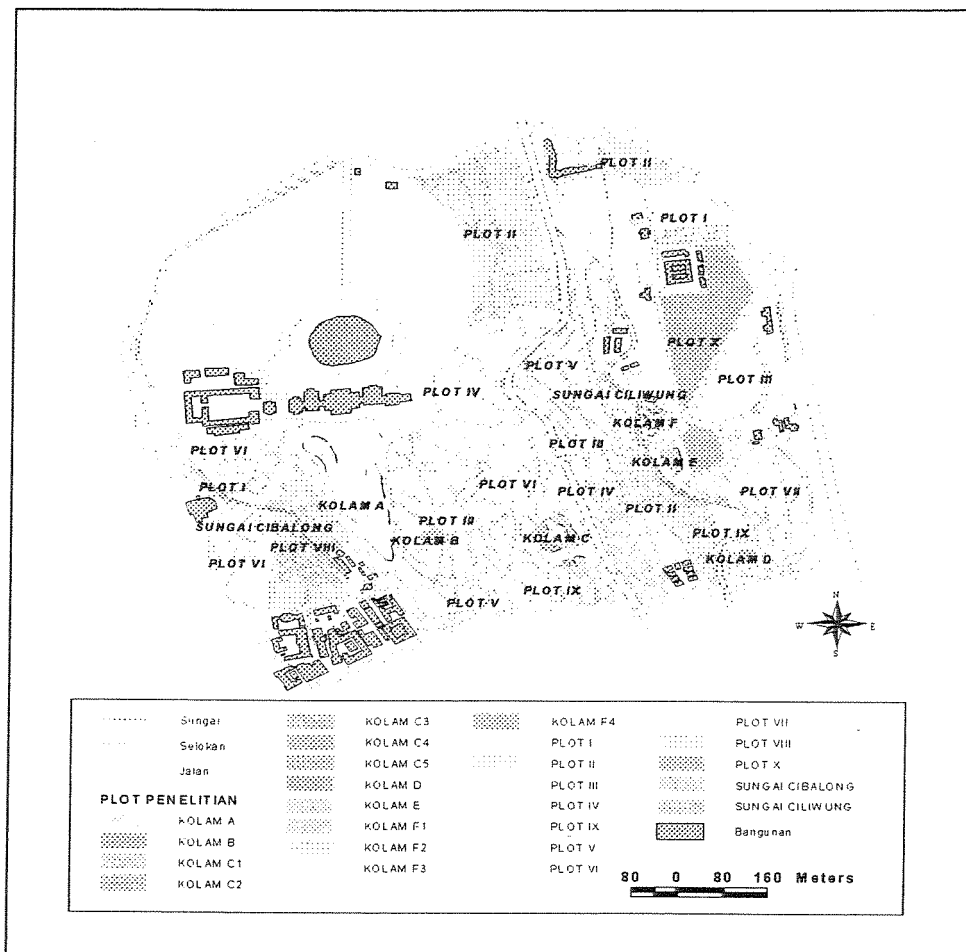 PLOT II
PLOT I
PLOT II
PLOT X
PLOT V
PLOT III
PLOT IV
SUNGAI CILIWUNG
KOLAM F
PLOT III
PLOT VI
KOLAM E
PLOT I
PLOT VI
PLOT IV
PLOT VII
KOLAM A
PLOT II
PLOT III
SUNGAI CIBALONG
PLOT IX
KOLAM B
KOLAM C
PLOT VIII
PLOT VI
KOLAM D
PLOT IX
PLOT V
N
W E
S
Sungai
Selokan
Jalan
PLOT PENELITIAN
KOLAM A
KOLAM B
KOLAM C1
KOLAM C2
KOLAM C3
KOLAM C4
KOLAM C5
KOLAM D
KOLAM E
KOLAM F1
KOLAM F2
KOLAM F3
KOLAM F4
PLOT I
PLOT II
PLOT III
PLOT IV
PLOT IX
PLOT V
PLOT VI
PLOT VII
PLOT VIII
PLOT X
SUNGAI CIBALONG
SUNGAI CILIWUNG
Bangunan
80 0 80 160 Meters